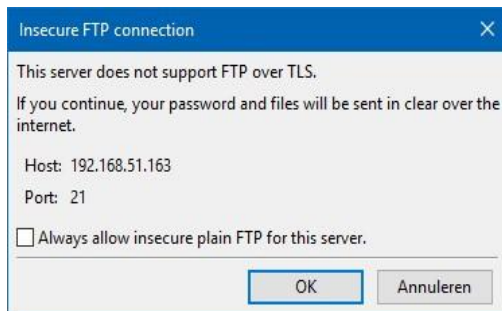 Insecure FTP connection
This server does not support FTP over TLS.
If you continue, your password and files will be sent in clear over the
internet.
Host: 192.168.51.163
Port: 21
Always allow insecure plain FTP for this server.
OK Annuleren